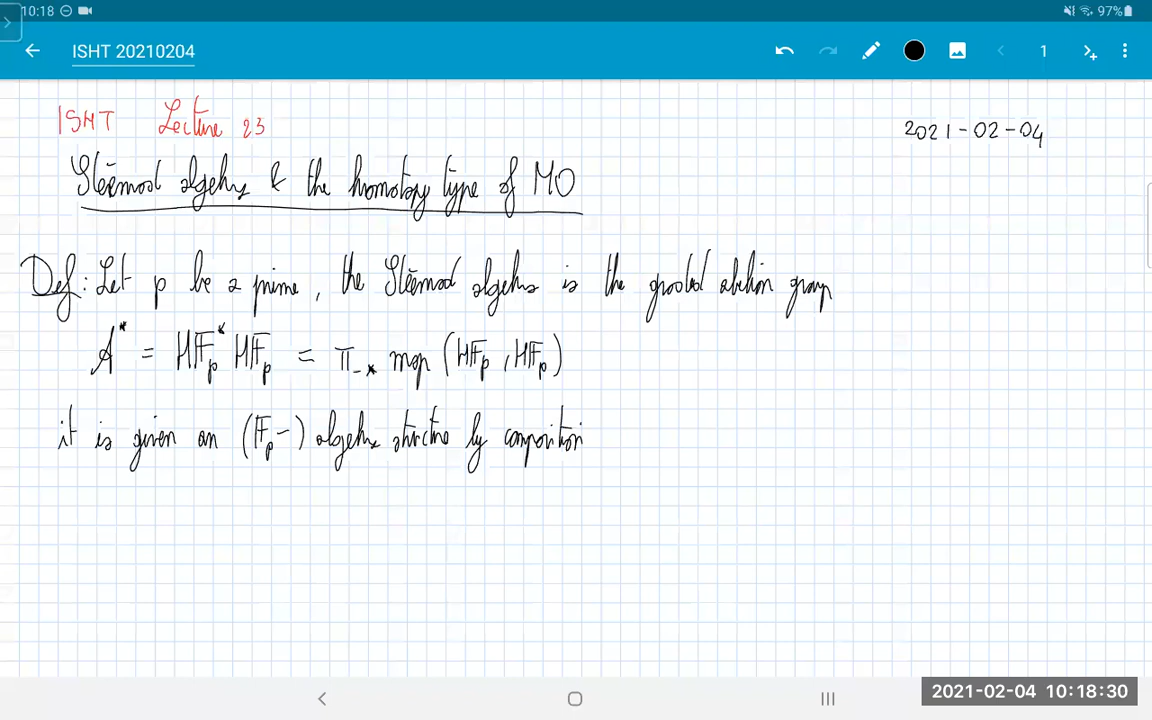 10:18
97%
ISHT 20210204
1
ISHT Lecture 23
2021-02-04
Steenrod algebra & the homotopy type of MO
Def: Let p be a prime, the Steenrod algebra is the graded abelian group
A^* = HF_p^* HF_p = π_{-*} map (HF_p, HF_p)
it is given an (F_p-) algebra structure by composition
2021-02-04 10:18:30